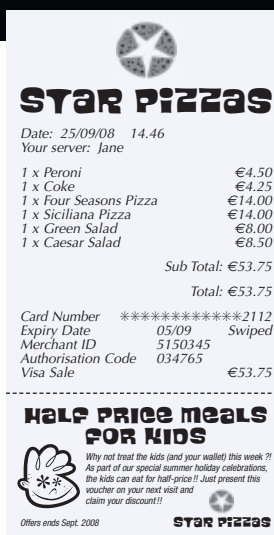 STAR PIZZAS
Date: 25/09/08 14.46
Your server: Jane
1 x Peroni €4.50
1 x Coke €4.25
1 x Four Seasons Pizza €14.00
1 x Siciliana Pizza €14.00
1 x Green Salad €8.00
1 x Caesar Salad €8.50
Sub Total: €53.75
Total: €53.75
Card Number ************2112
Expiry Date 05/09 Swiped
Merchant ID 5150345
Authorisation Code 034765
Visa Sale €53.75
HALF PRICE MEALS
FOR KIDS
Why not treat the kids (and your wallet) this week ?!
As part of our special summer holiday celebrations,
the kids can eat for half-price !! Just present this
voucher on your next visit and
claim your discount !!
Offers ends Sept. 2008
STAR PIZZAS